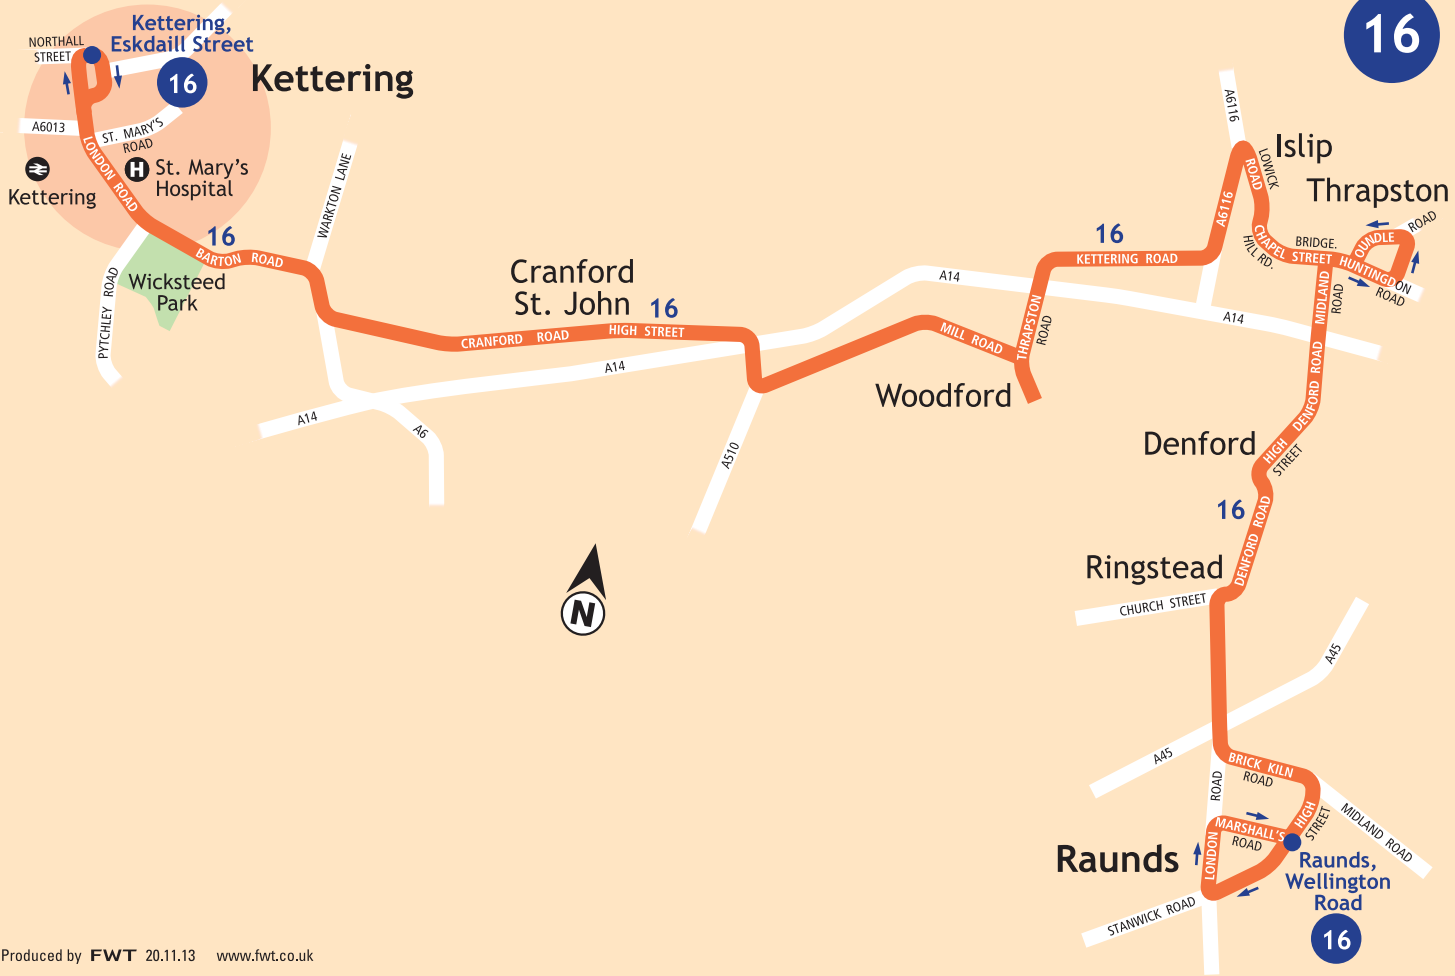 16
Kettering,
Eskdaill Street
16
NORTHALL
STREET
Kettering
A6013
ST. MARY'S
ROAD
LONDON ROAD
H
St. Mary's
Hospital
Kettering
16
BARTON ROAD
WARKTON LANE
Wicksteed
Park
PYTCHLEY ROAD
Cranford
St. John
16
CRANFORD ROAD
HIGH STREET
A14
A14
A6
A510
A14
MILL ROAD
THRAPSTON
ROAD
Woodford
16
KETTERING ROAD
A6116
A6116
Islip
LOWICK
ROAD
Thrapston
CHAPEL
HILL RD.
BRIDGE.
STREET
OUNDLE
ROAD
HUNTINGDON
ROAD
MIDLAND
ROAD
A14
DENFORD ROAD
Denford
HIGH
STREET
16
DENFORD ROAD
Ringstead
CHURCH STREET
A45
A45
BRICK KILN
ROAD
HIGH
STREET
MIDLAND ROAD
LONDON
ROAD
MARSHALL'S
ROAD
Raunds
STANWICK ROAD
Raunds,
Wellington
Road
16
N
Produced by FWT 20.11.13 www.fwt.co.uk